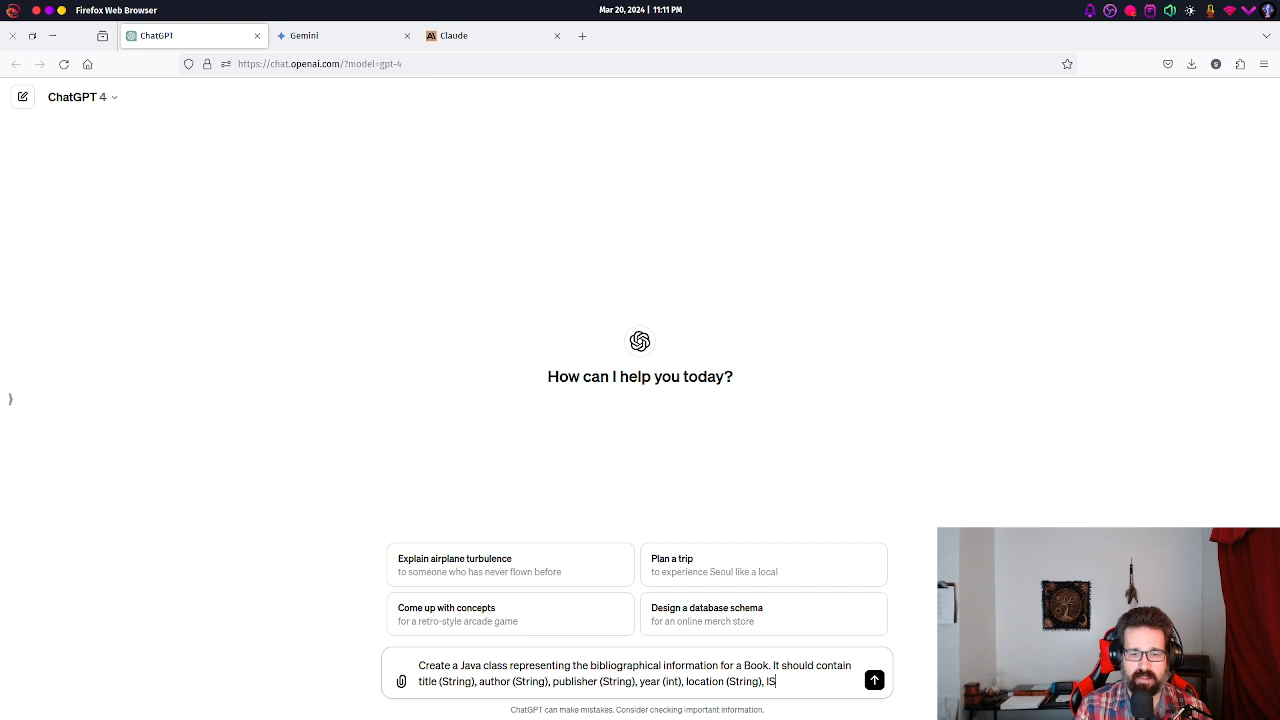 Firefox Web Browser
Mar 20, 2024 | 11:11 PM
ChatGPT
Gemini
Claude
https://chat.openai.com/?model=gpt-4
ChatGPT 4
How can I help you today?
Explain airplane turbulence
to someone who has never flown before
Plan a trip
to experience Seoul like a local
Come up with concepts
for a retro-style arcade game
Design a database schema
for an online merch store
Create a Java class representing the bibliographical information for a Book. It should contain
title (String), author (String), publisher (String), year (int), location (String), IS
ChatGPT can make mistakes. Consider checking important information.